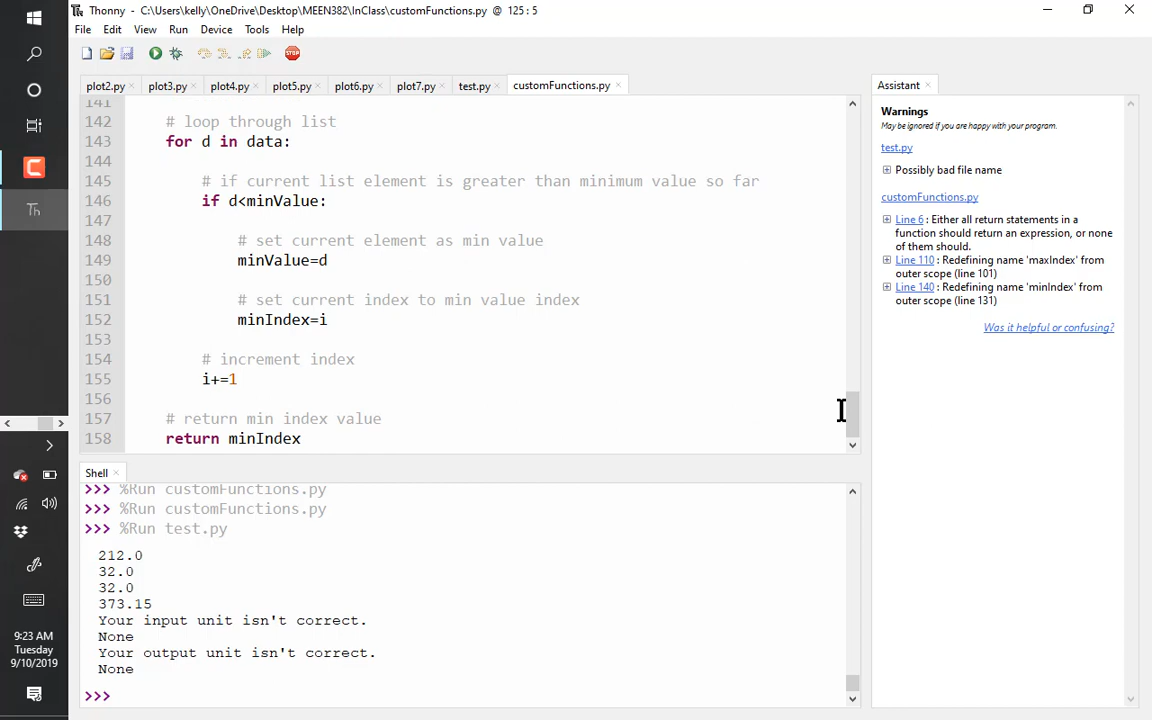 Thonny - C:\Users\kelly\OneDrive\Desktop\MEEN382\InClass\customFunctions.py @ 125 : 5
File Edit View Run Device Tools Help
plot2.py × plot3.py × plot4.py × plot5.py × plot6.py × plot7.py × test.py × customFunctions.py ×
141
142 # loop through list
143 for d in data:
144
145 # if current list element is greater than minimum value so far
146 if d<minValue:
147
148 # set current element as min value
149 minValue=d
150
151 # set current index to min value index
152 minIndex=i
153
154 # increment index
155 i+=1
156
157 # return min index value
158 return minIndex
Shell ×
>>> %Run customFunctions.py
>>> %Run customFunctions.py
>>> %Run test.py
212.0
32.0
32.0
373.15
Your input unit isn't correct.
None
Your output unit isn't correct.
None
>>>
Assistant ×
Warnings
May be ignored if you are happy with your program.
test.py
Possibly bad file name
customFunctions.py
Line 6 : Either all return statements in a
function should return an expression, or none
of them should.
Line 110 : Redefining name 'maxIndex' from
outer scope (line 101)
Line 140 : Redefining name 'minIndex' from
outer scope (line 131)
Was it helpful or confusing?
Th
9:23 AM
Tuesday
9/10/2019